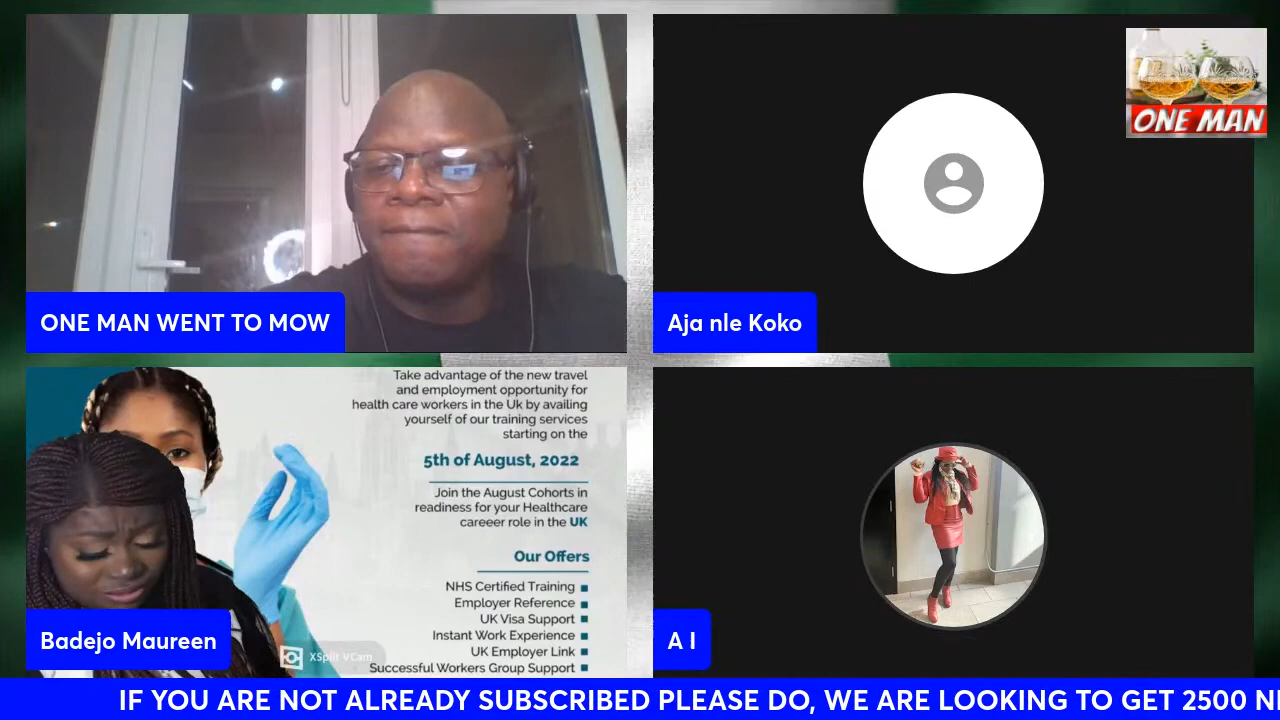 ONE MAN WENT TO MOW
Aja nle Koko
ONE MAN
Take advantage of the new travel
and employment opportunity for
health care workers in the Uk by availing
yourself of our training services
starting on the
5th of August, 2022
Join the August Cohorts in
readiness for your Healthcare
careeer role in the UK
Our Offers
NHS Certified Training
Employer Reference
UK Visa Support
Instant Work Experience
UK Employer Link
Successful Workers Group Support
XSplit VCam
Badejo Maureen
A I
IF YOU ARE NOT ALREADY SUBSCRIBED PLEASE DO, WE ARE LOOKING TO GET 2500